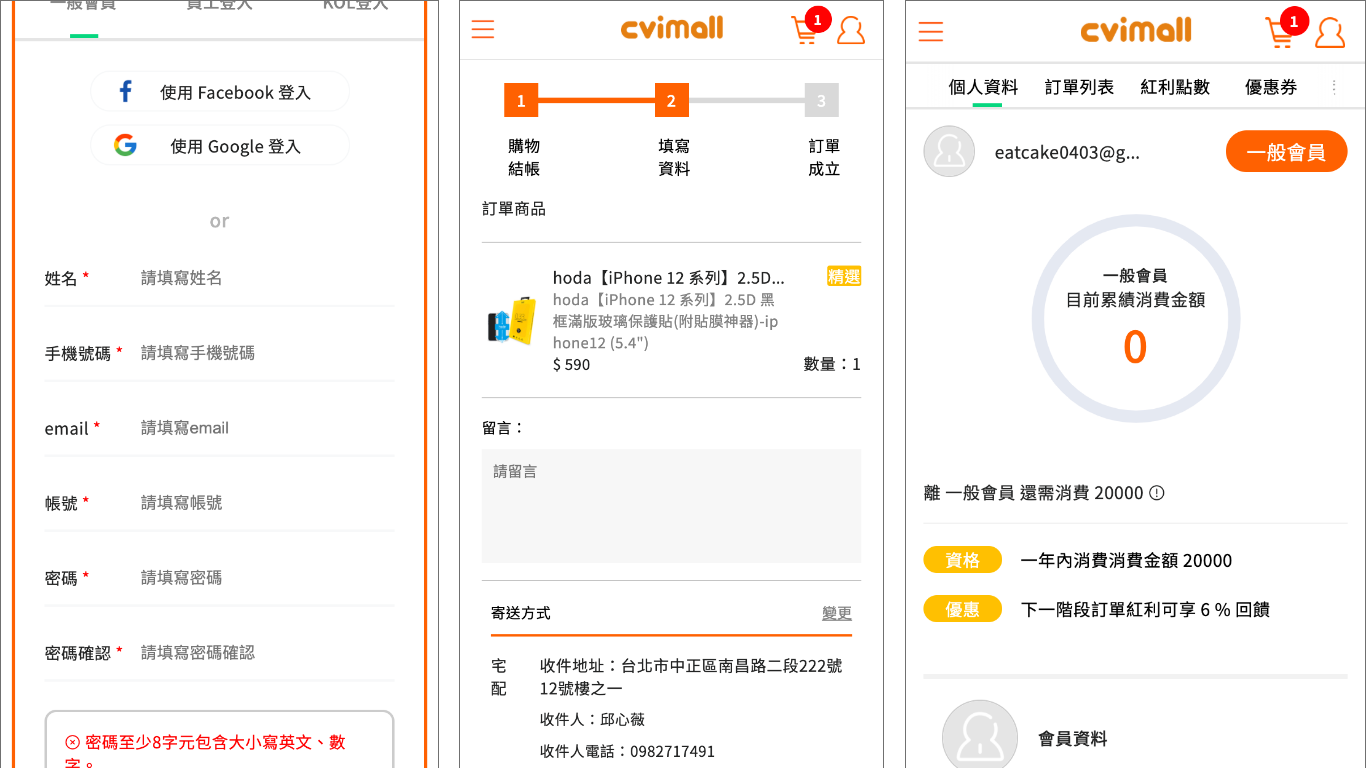 一般會員
員工登入
KOL登入
使用 Facebook 登入
使用 Google 登入
or
姓名 *
請填寫姓名
手機號碼 *
請填寫手機號碼
email *
請填寫email
帳號 *
請填寫帳號
密碼 *
請填寫密碼
密碼確認 *
請填寫密碼確認
密碼至少8字元包含大小寫英文、數
字。
cvimall
1
1
2
3
購物
結帳
填寫
資料
訂單
成立
訂單商品
hoda【iPhone 12 系列】2.5D...
精選
hoda【iPhone 12 系列】2.5D 黑
框滿版玻璃保護貼(附貼膜神器)-ip
hone12 (5.4")
$ 590
數量：1
留言：
請留言
寄送方式
變更
宅
配
收件地址：台北市中正區南昌路二段222號
12號樓之一
收件人：邱心薇
收件人電話：0982717491
cvimall
1
個人資料
訂單列表
紅利點數
優惠券
eatcake0403@g...
一般會員
一般會員
目前累績消費金額
0
離 一般會員 還需消費 20000
資格
一年內消費消費金額 20000
優惠
下一階段訂單紅利可享 6 % 回饋
會員資料